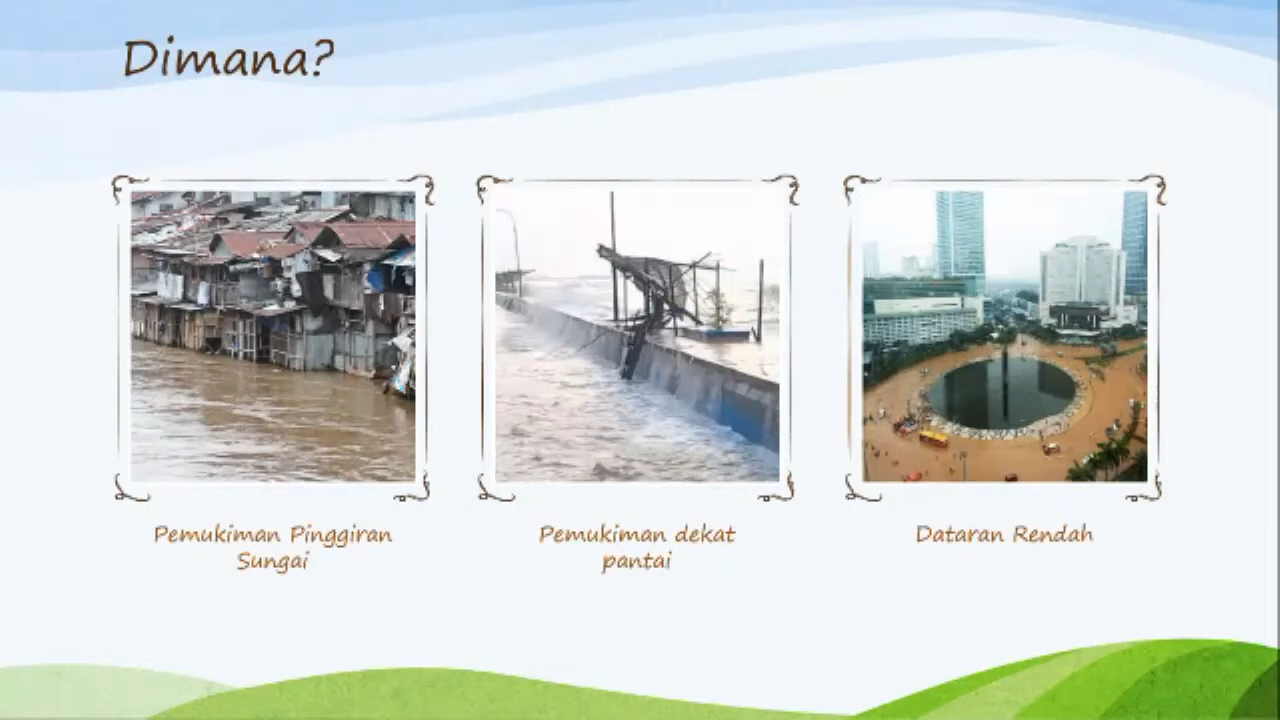 Dimana?
Pemukiman Pinggiran
Sungai
Pemukiman dekat
pantai
Dataran Rendah